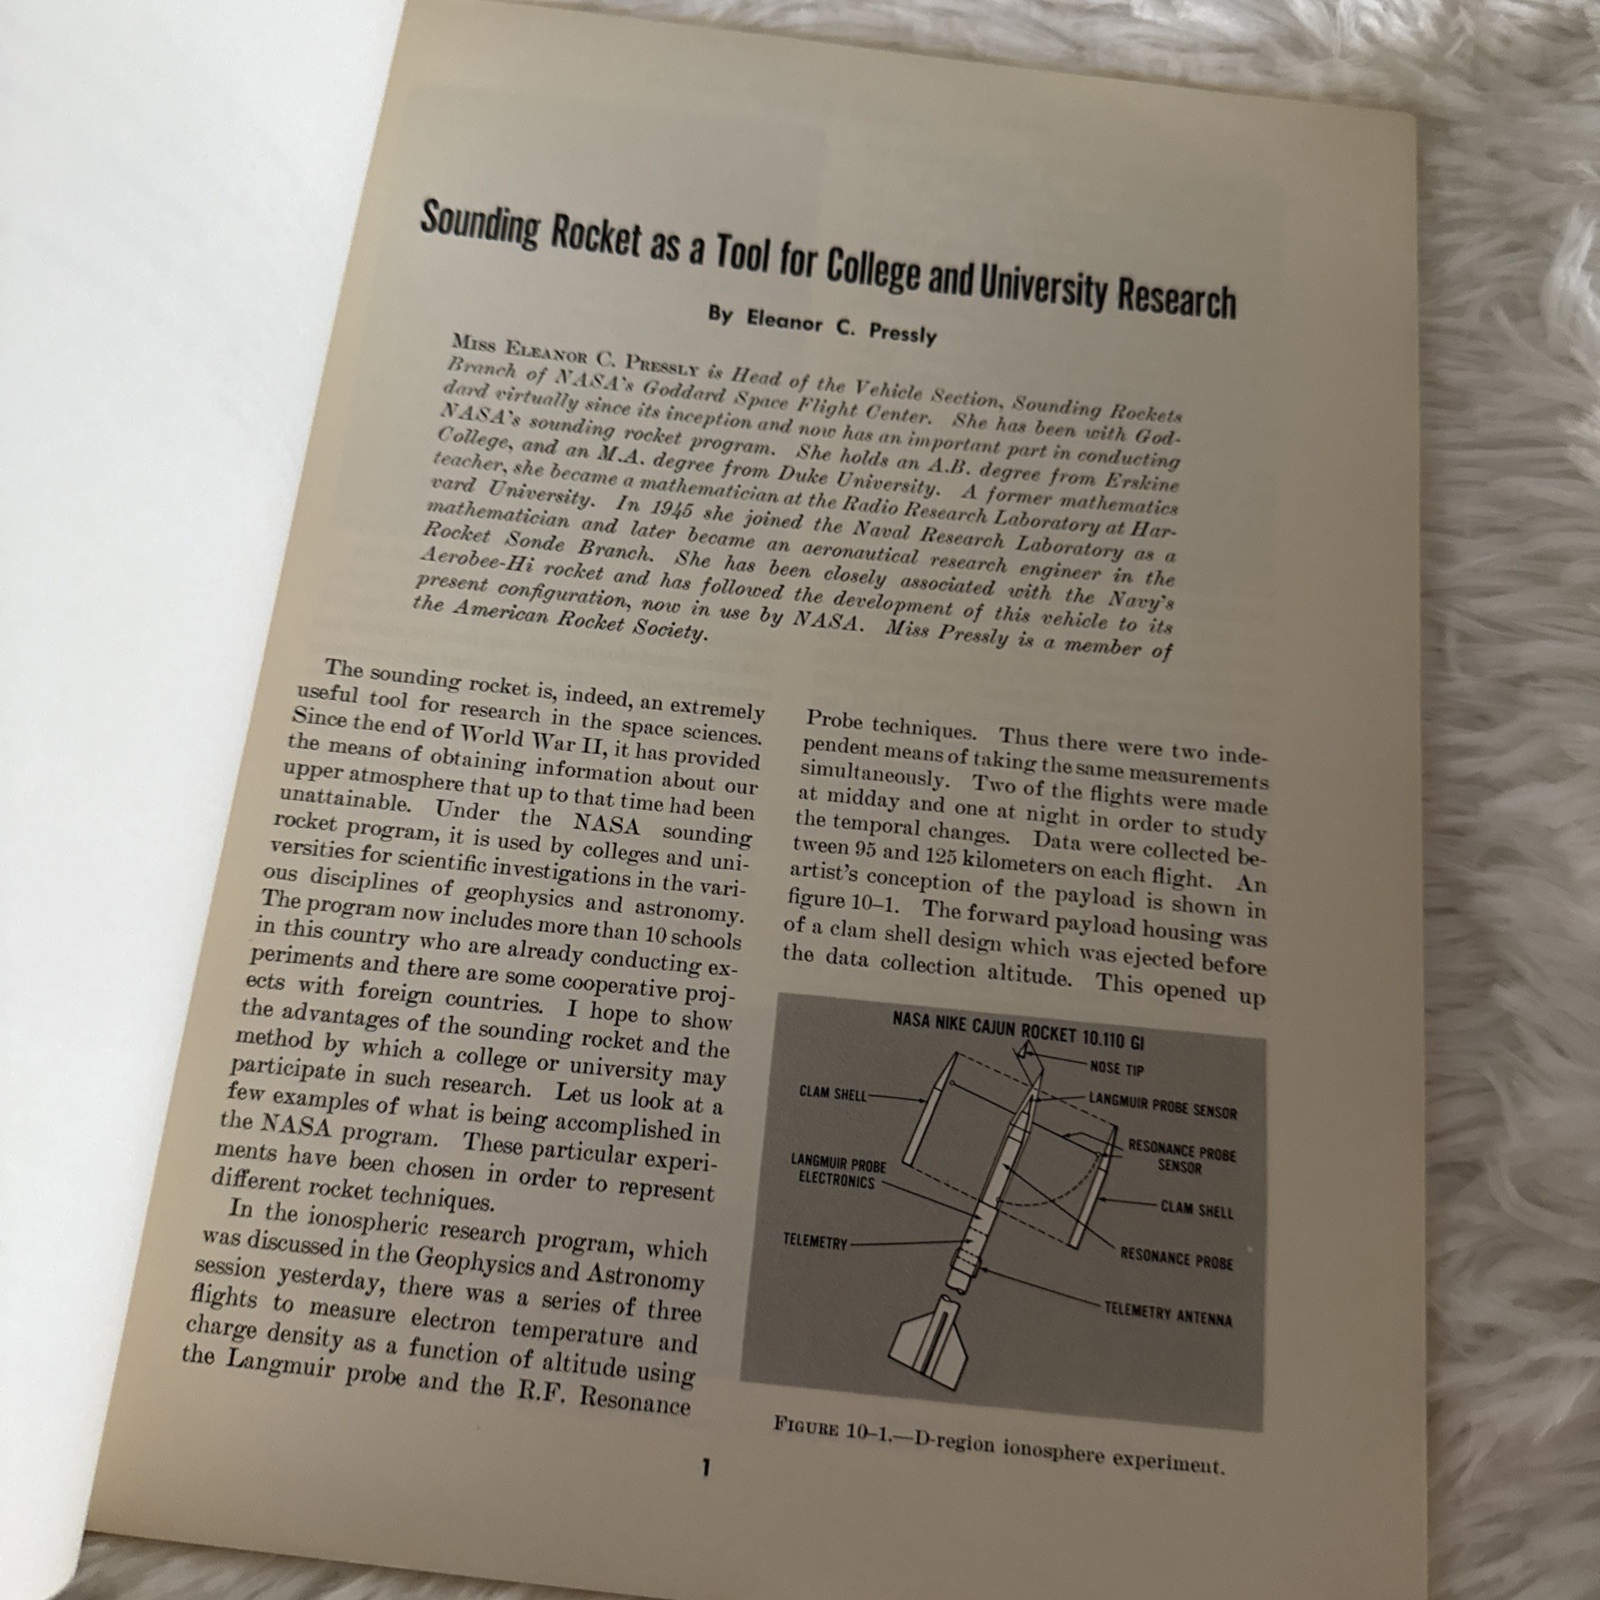 Sounding Rocket as a Tool for College and University Research
By Eleanor C. Pressly
MISS ELEANOR C. PRESSLY is Head of the Vehicle Section, Sounding Rockets
Branch of NASA's Goddard Space Flight Center. She has been with God-
dard virtually since its inception and now has an important part in conducting
NASA's sounding rocket program. She holds an A.B. degree from Erskine
College, and an M.A. degree from Duke University. A former mathematics
teacher, she became a mathematician at the Radio Research Laboratory at Har-
vard University. In 1945 she joined the Naval Research Laboratory as a
mathematician and later became an aeronautical research engineer in the
Rocket Sonde Branch. She has been closely associated with the Navy's
Aerobee-Hi rocket and has followed the development of this vehicle to its
present configuration, now in use by NASA. Miss Pressly is a member of
the American Rocket Society.
The sounding rocket is, indeed, an extremely
useful tool for research in the space sciences.
Since the end of World War II, it has provided
the means of obtaining information about our
upper atmosphere that up to that time had been
unattainable. Under the NASA sounding
rocket program, it is used by colleges and uni-
versities for scientific investigations in the vari-
ous disciplines of geophysics and astronomy.
The program now includes more than 10 schools
in this country who are already conducting ex-
periments and there are some cooperative proj-
ects with foreign countries. I hope to show
the advantages of the sounding rocket and the
method by which a college or university may
participate in such research. Let us look at a
few examples of what is being accomplished in
the NASA program. These particular experi-
ments have been chosen in order to represent
different rocket techniques.
In the ionospheric research program, which
was discussed in the Geophysics and Astronomy
session yesterday, there was a series of three
flights to measure electron temperature and
charge density as a function of altitude using
the Langmuir probe and the R.F. Resonance
Probe techniques. Thus there were two inde-
pendent means of taking the same measurements
simultaneously. Two of the flights were made
at midday and one at night in order to study
the temporal changes. Data were collected be-
tween 95 and 125 kilometers on each flight. An
artist's conception of the payload is shown in
figure 10–1. The forward payload housing was
of a clam shell design which was ejected before
the data collection altitude. This opened up
NASA NIKE CAJUN ROCKET 10.110 GI
NOSE TIP
CLAM SHELL
LANGMUIR PROBE SENSOR
RESONANCE PROBE
SENSOR
LANGMUIR PROBE
ELECTRONICS
CLAM SHELL
TELEMETRY
RESONANCE PROBE
TELEMETRY ANTENNA
FIGURE 10–1.—D-region ionosphere experiment.
1